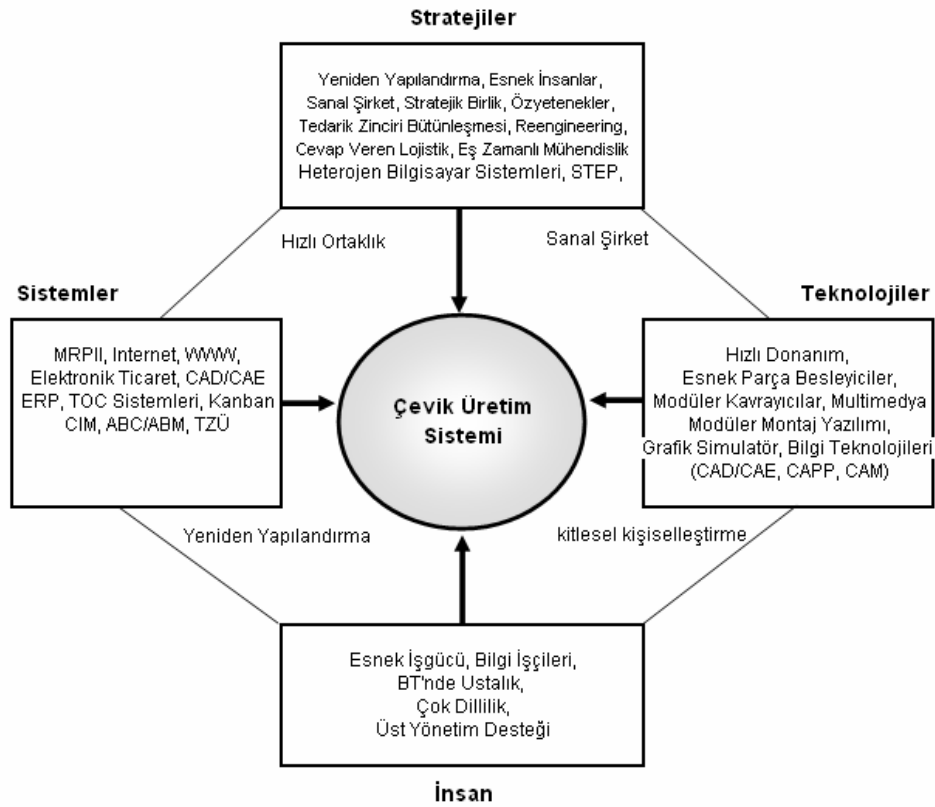 Stratejiler
Yeniden Yapılandırma, Esnek İnsanlar,
Sanal Şirket, Stratejik Birlik, Özyetenekler,
Tedarik Zinciri Bütünleşmesi, Reengineering,
Cevap Veren Lojistik, Eş Zamanlı Mühendislik
Heterojen Bilgisayar Sistemleri, STEP,
Hızlı Ortaklık
Sanal Şirket
Sistemler
MRPII, Internet, WWW,
Elektronik Ticaret, CAD/CAE
ERP, TOC Sistemleri, Kanban
CIM, ABC/ABM, TZÜ
Çevik Üretim
Sistemi
Teknolojiler
Hızlı Donanım,
Esnek Parça Besleyiciler,
Modüler Kavrayıcılar, Multimedya
Modüler Montaj Yazılımı,
Grafik Simulatör, Bilgi Teknolojileri
(CAD/CAE, CAPP, CAM)
Yeniden Yapılandırma
kitlesel kişiselleştirme
Esnek İşgücü, Bilgi İşçileri,
BT'nde Ustalık,
Çok Dillilik,
Üst Yönetim Desteği
İnsan